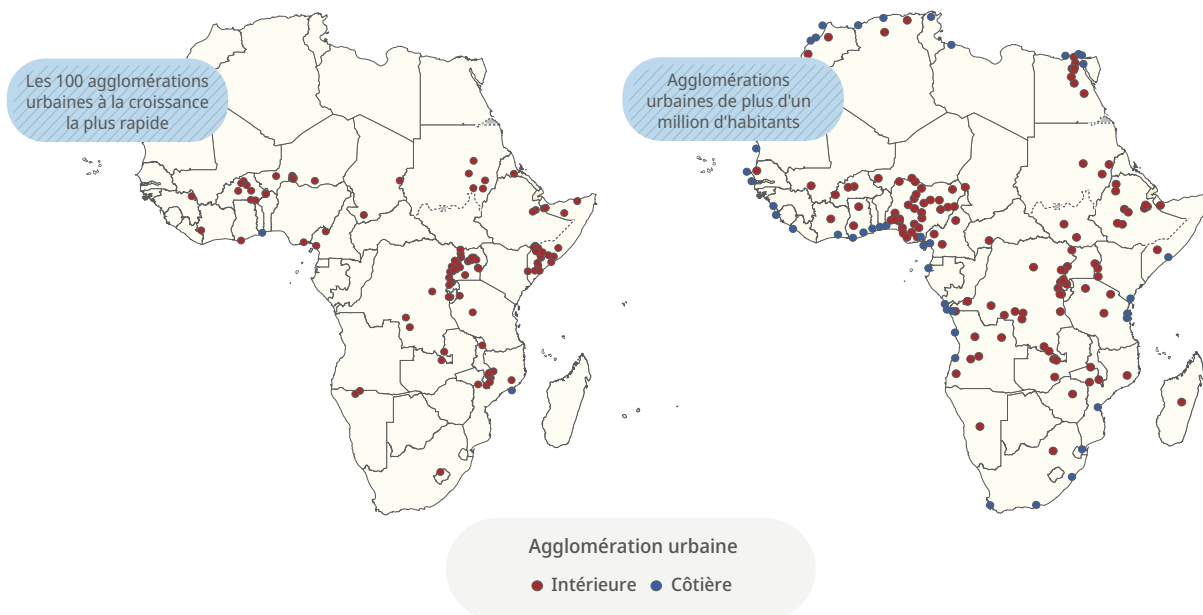 Les 100 agglomérations
urbaines à la croissance
la plus rapide
Agglomérations
urbaines de plus d'un
million d'habitants
Agglomération urbaine
Intérieure
Côtière